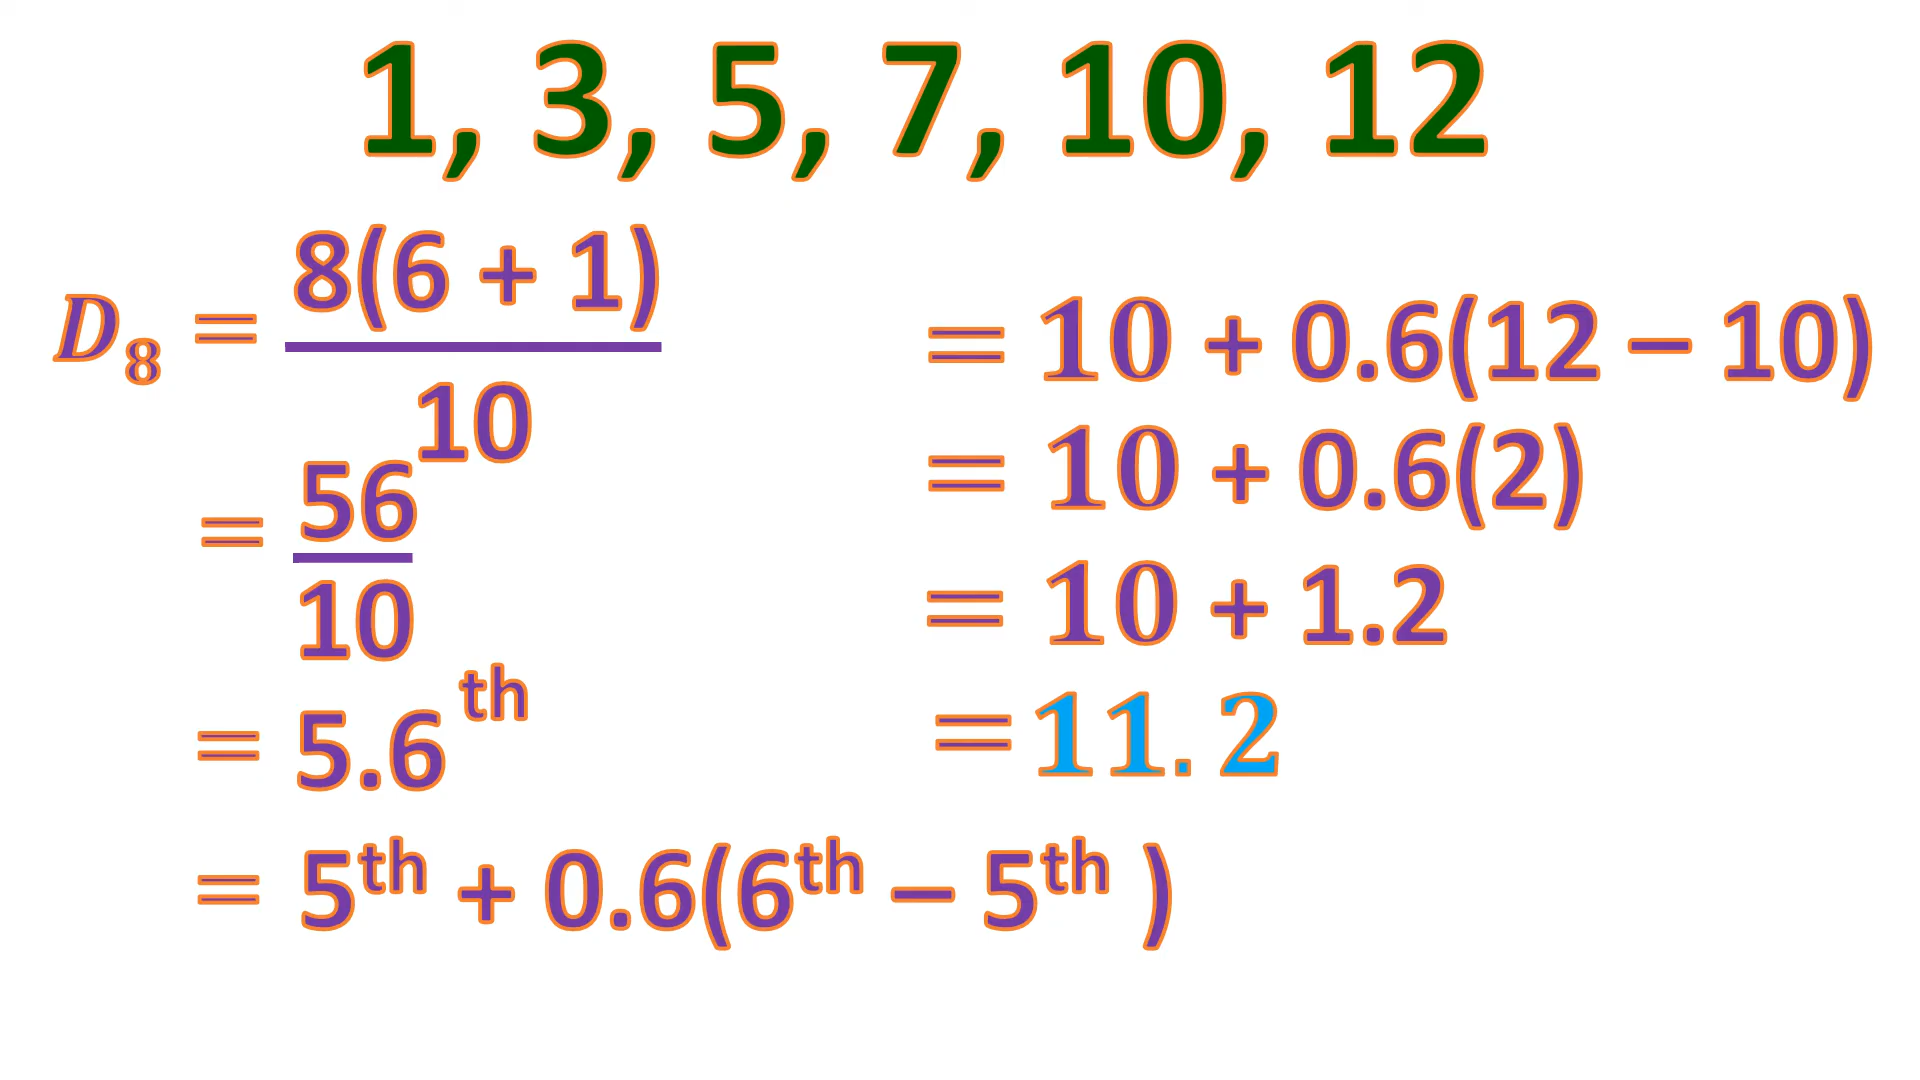 1, 3, 5, 7, 10, 12
D₈ = 8(6 + 1)
10
= 56
10
= 5.6ᵗʰ
= 5ᵗʰ + 0.6(6ᵗʰ – 5ᵗʰ )
= 10 + 0.6(12 – 10)
= 10 + 0.6(2)
= 10 + 1.2
= 11.2